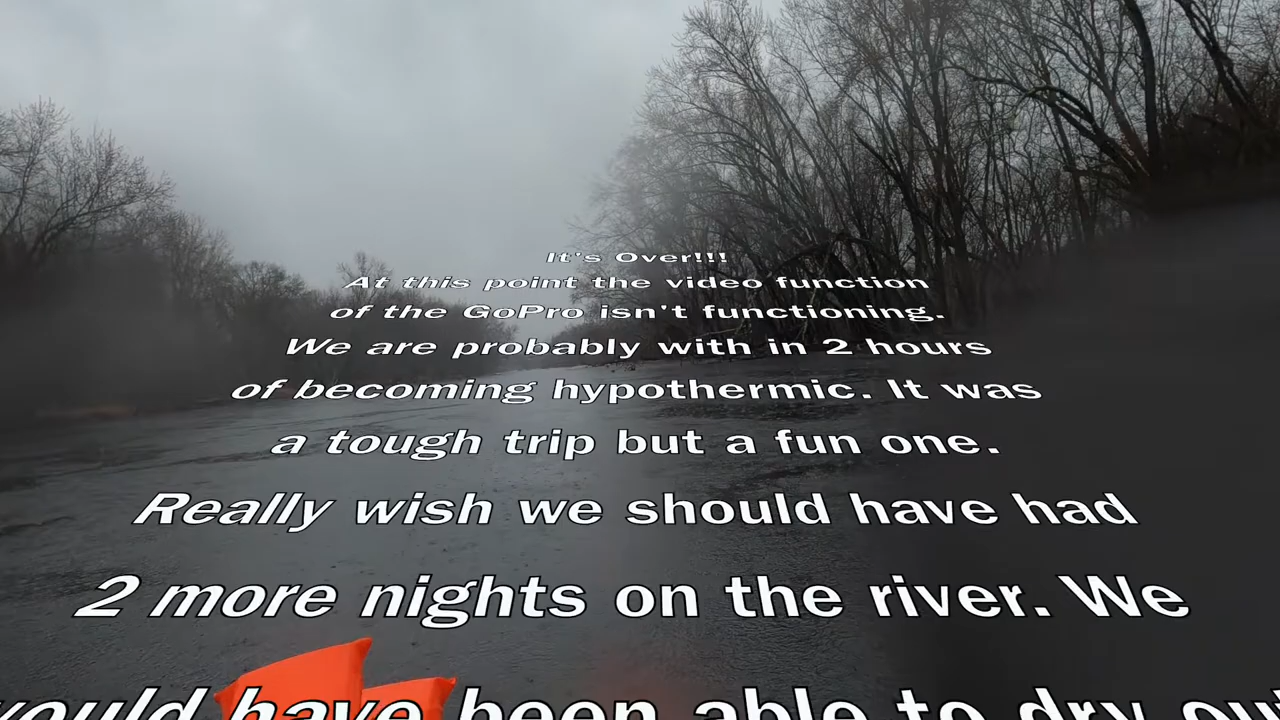 It's Over!!!
At this point the video function
of the GoPro isn't functioning.
We are probably with in 2 hours
of becoming hypothermic. It was
a tough trip but a fun one.
Really wish we should have had
2 more nights on the river. We
would have been able to dry out